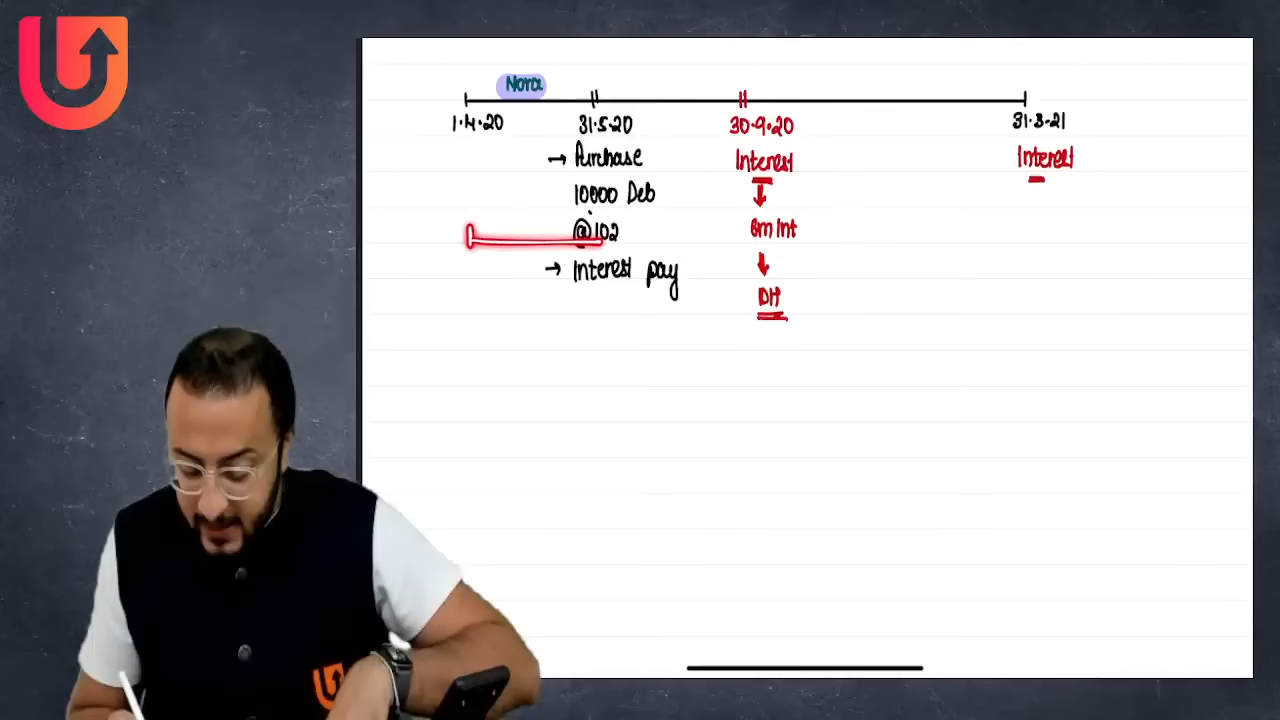 Nora
1.4.20 31.5.20 30.9.20 31.3.21
→ Purchase Interest Interest
10000 Deb
@102 6m Int
→ Interest pay
DH